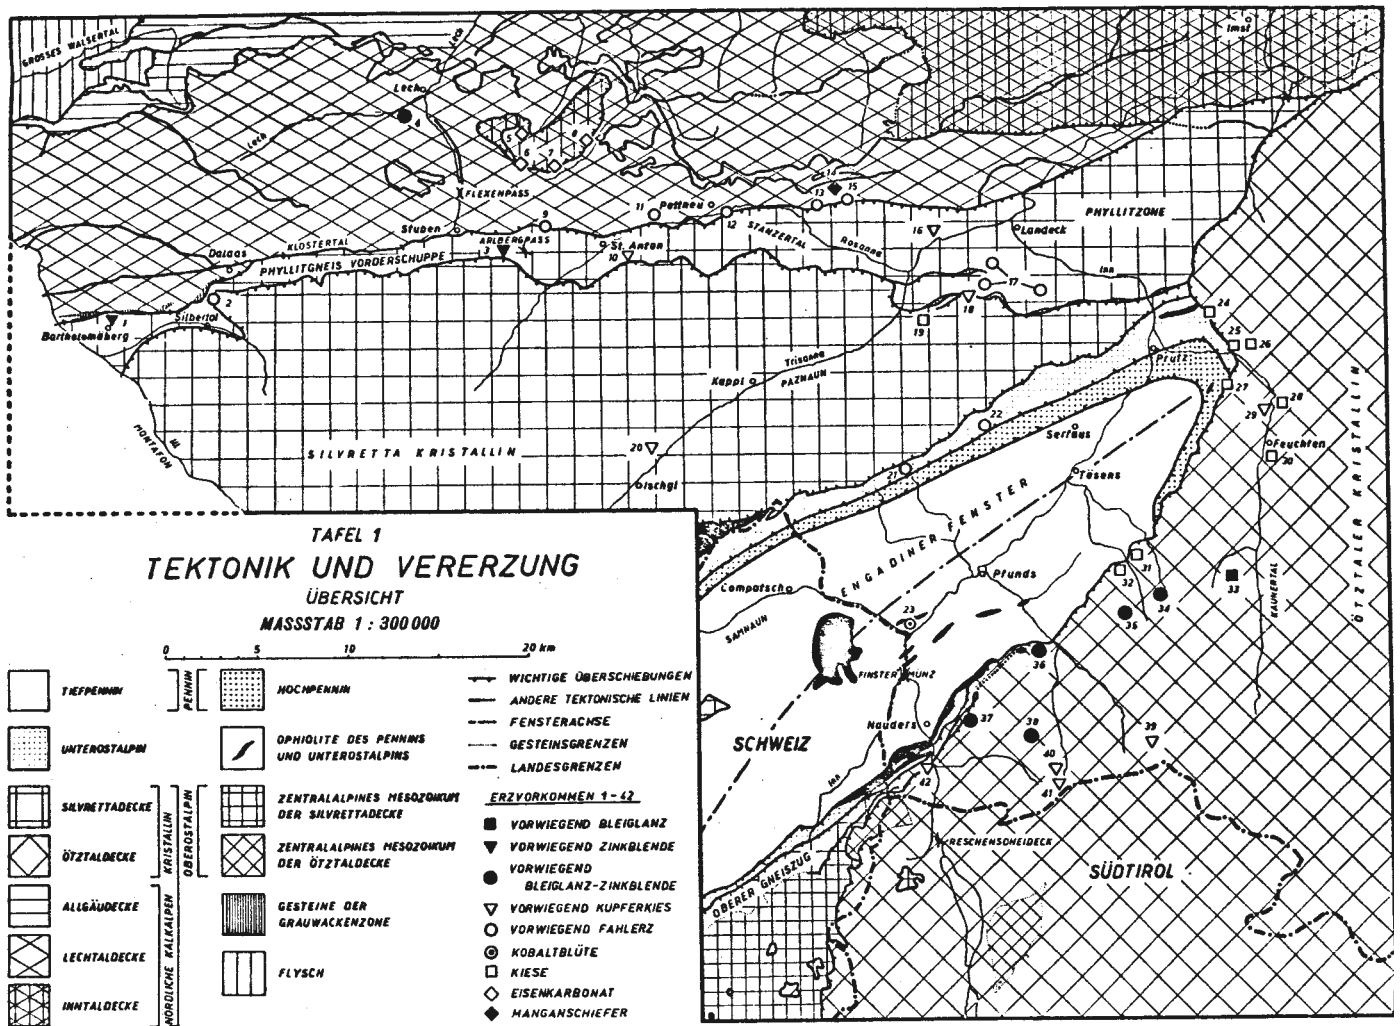 GROSSES WALSERTAL
Imst
Lech
Lech
Lech
4
5
6
7
8
FLEXENPASS
9
11
Pettneu
12
13
14
15
STANZERTAL
Rosanna
16
PHYLLITZONE
Landeck
Inn
Stuben
KLOSTERTAL
ARLBERGPASS
3
St. Anton
10
Dalaas
PHYLLITGNEIS VORDERSCHUPPE
17
18
19
2
1
Silbertal
Bartholomäberg
24
25
26
Prutz
27
28
29
Feuchten
30
Trisanna
PAZNAUN
Kappl
22
Serfaus
ILL
MONTAFON
SILVRETTA KRISTALLIN
20
Ischgl
21
Tösens
ENGADINER FENSTER
ÖTZTALER KRISTALLIN
KAUNERTAL
31
32
33
34
35
36
37
38
39
40
41
42
Pfunds
Compatsch
SAMNAUN
23
FINSTERMÜNZ
Nauders
SCHWEIZ
Inn
RESCHENSCHEIDECK
SÜDTIROL
OBERER GNEISZUG
TAFEL 1
TEKTONIK UND VERERZUNG
ÜBERSICHT
MASSSTAB 1 : 300 000
0 5 10 20 km
TIEFPENNIN
UNTEROSTALPIN
SILVRETTADECKE
ÖTZTALDECKE
ALLGÄUDECKE
LECHTALDECKE
INNTALDECKE
PENNIN
KRISTALLIN
OBEROSTALPIN
NÖRDLICHE KALKALPEN
HOCHPENNIN
OPHIOLITE DES PENNINS
UND UNTEROSTALPINS
ZENTRALALPINES MESOZOIKUM
DER SILVRETTADECKE
ZENTRALALPINES MESOZOIKUM
DER ÖTZTALDECKE
GESTEINE DER
GRAUWACKENZONE
FLYSCH
WICHTIGE ÜBERSCHIEBUNGEN
ANDERE TEKTONISCHE LINIEN
FENSTERACHSE
GESTEINSGRENZEN
LANDESGRENZEN
ERZVORKOMMEN 1-42
VORWIEGEND BLEIGLANZ
VORWIEGEND ZINKBLENDE
VORWIEGEND
BLEIGLANZ-ZINKBLENDE
VORWIEGEND KUPFERKIES
VORWIEGEND FAHLERZ
KOBALTBLÜTE
KIESE
EISENKARBONAT
MANGANSCHIEFER